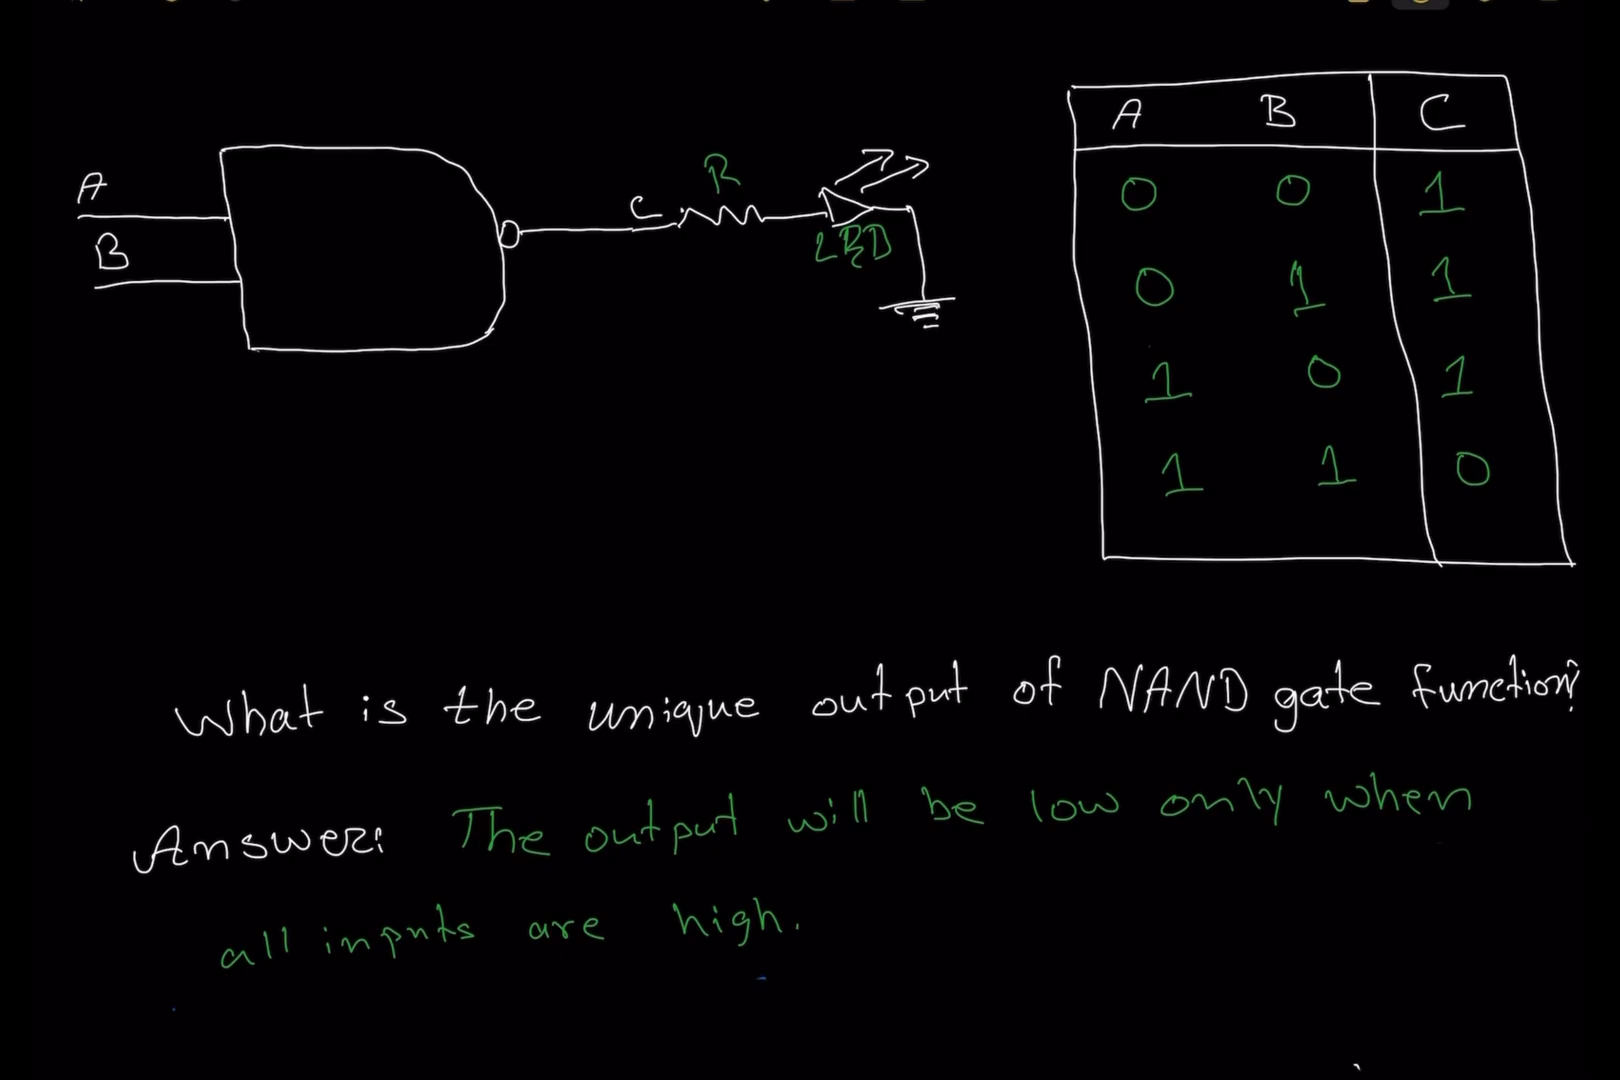 A B C
A
R
C
B
LED
0 0 1
0 1 1
1 0 1
1 1 0
What is the unique output of NAND gate function?
Answer: The output will be low only when
all inputs are high.